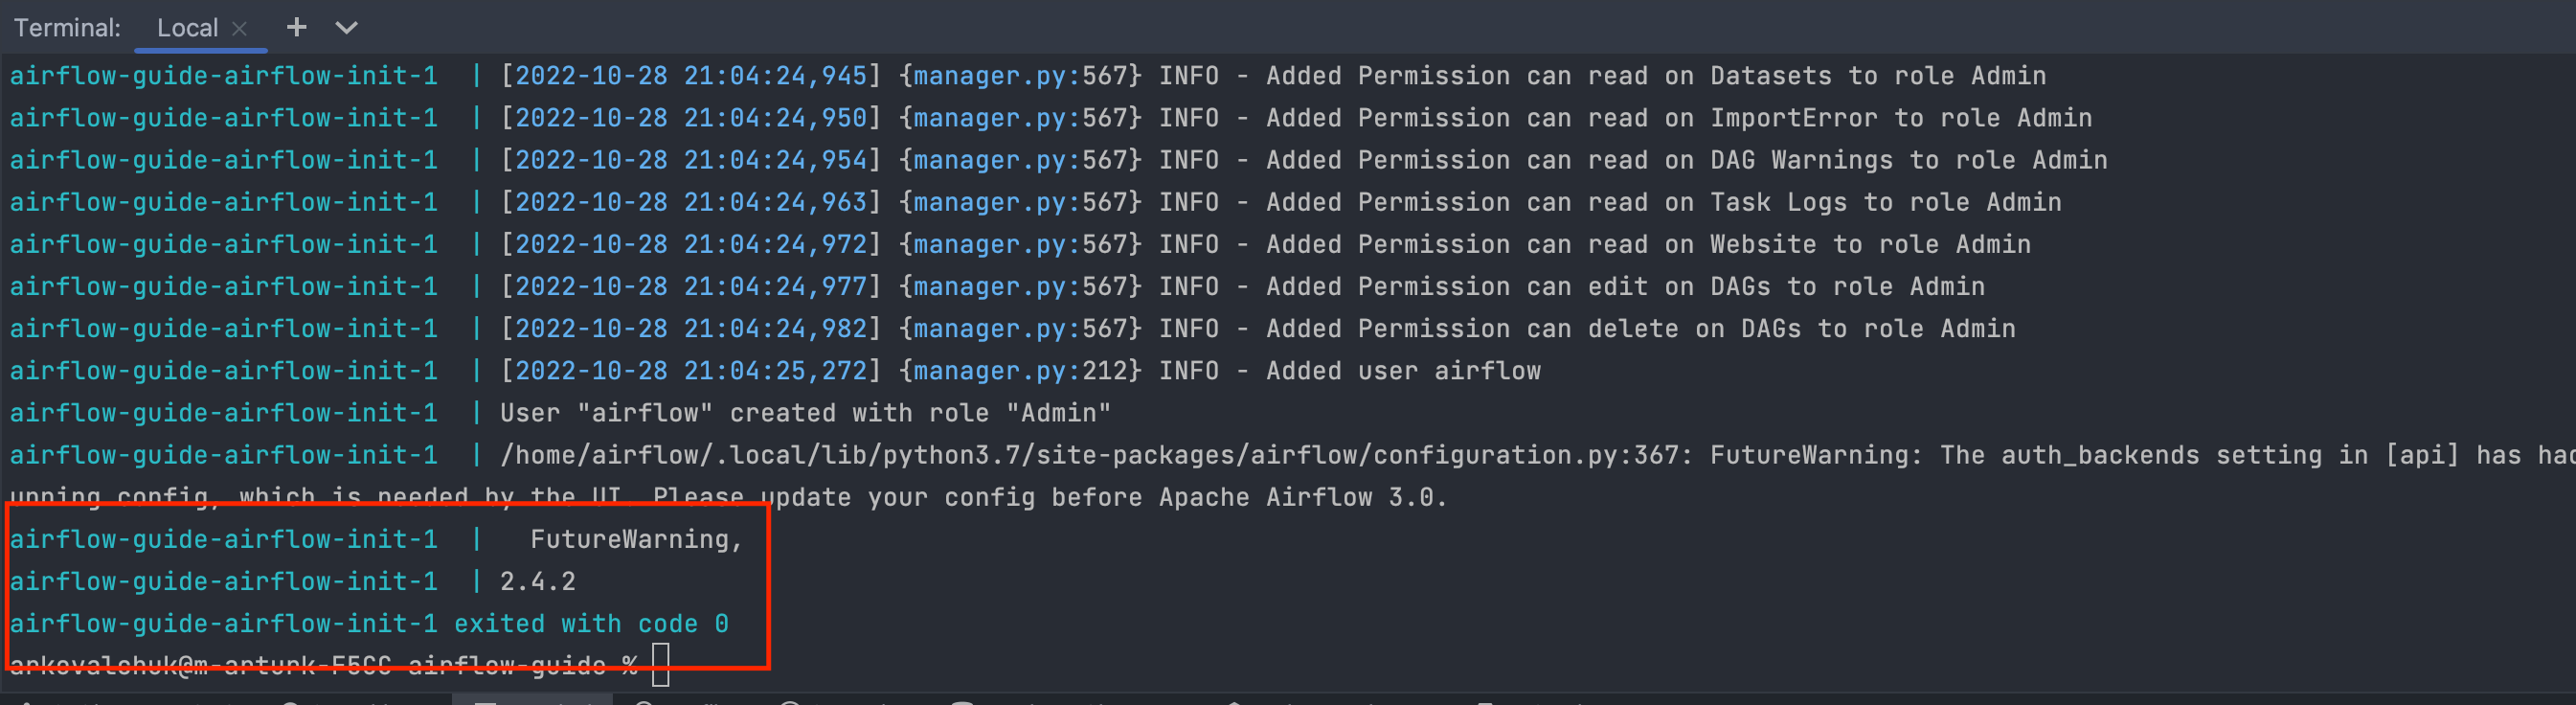 Terminal: Local
airflow-guide-airflow-init-1 | [2022-10-28 21:04:24,945] {manager.py:567} INFO - Added Permission can read on Datasets to role Admin
airflow-guide-airflow-init-1 | [2022-10-28 21:04:24,950] {manager.py:567} INFO - Added Permission can read on ImportError to role Admin
airflow-guide-airflow-init-1 | [2022-10-28 21:04:24,954] {manager.py:567} INFO - Added Permission can read on DAG Warnings to role Admin
airflow-guide-airflow-init-1 | [2022-10-28 21:04:24,963] {manager.py:567} INFO - Added Permission can read on Task Logs to role Admin
airflow-guide-airflow-init-1 | [2022-10-28 21:04:24,972] {manager.py:567} INFO - Added Permission can read on Website to role Admin
airflow-guide-airflow-init-1 | [2022-10-28 21:04:24,977] {manager.py:567} INFO - Added Permission can edit on DAGs to role Admin
airflow-guide-airflow-init-1 | [2022-10-28 21:04:24,982] {manager.py:567} INFO - Added Permission can delete on DAGs to role Admin
airflow-guide-airflow-init-1 | [2022-10-28 21:04:25,272] {manager.py:212} INFO - Added user airflow
airflow-guide-airflow-init-1 | User "airflow" created with role "Admin"
airflow-guide-airflow-init-1 | /home/airflow/.local/lib/python3.7/site-packages/airflow/configuration.py:367: FutureWarning: The auth_backends setting in [api] has had
unning config, which is needed by the UI. Please update your config before Apache Airflow 3.0.
airflow-guide-airflow-init-1 | FutureWarning,
airflow-guide-airflow-init-1 | 2.4.2
airflow-guide-airflow-init-1 exited with code 0
arkovalchuk@m-arturk-F5CC airflow-guide %